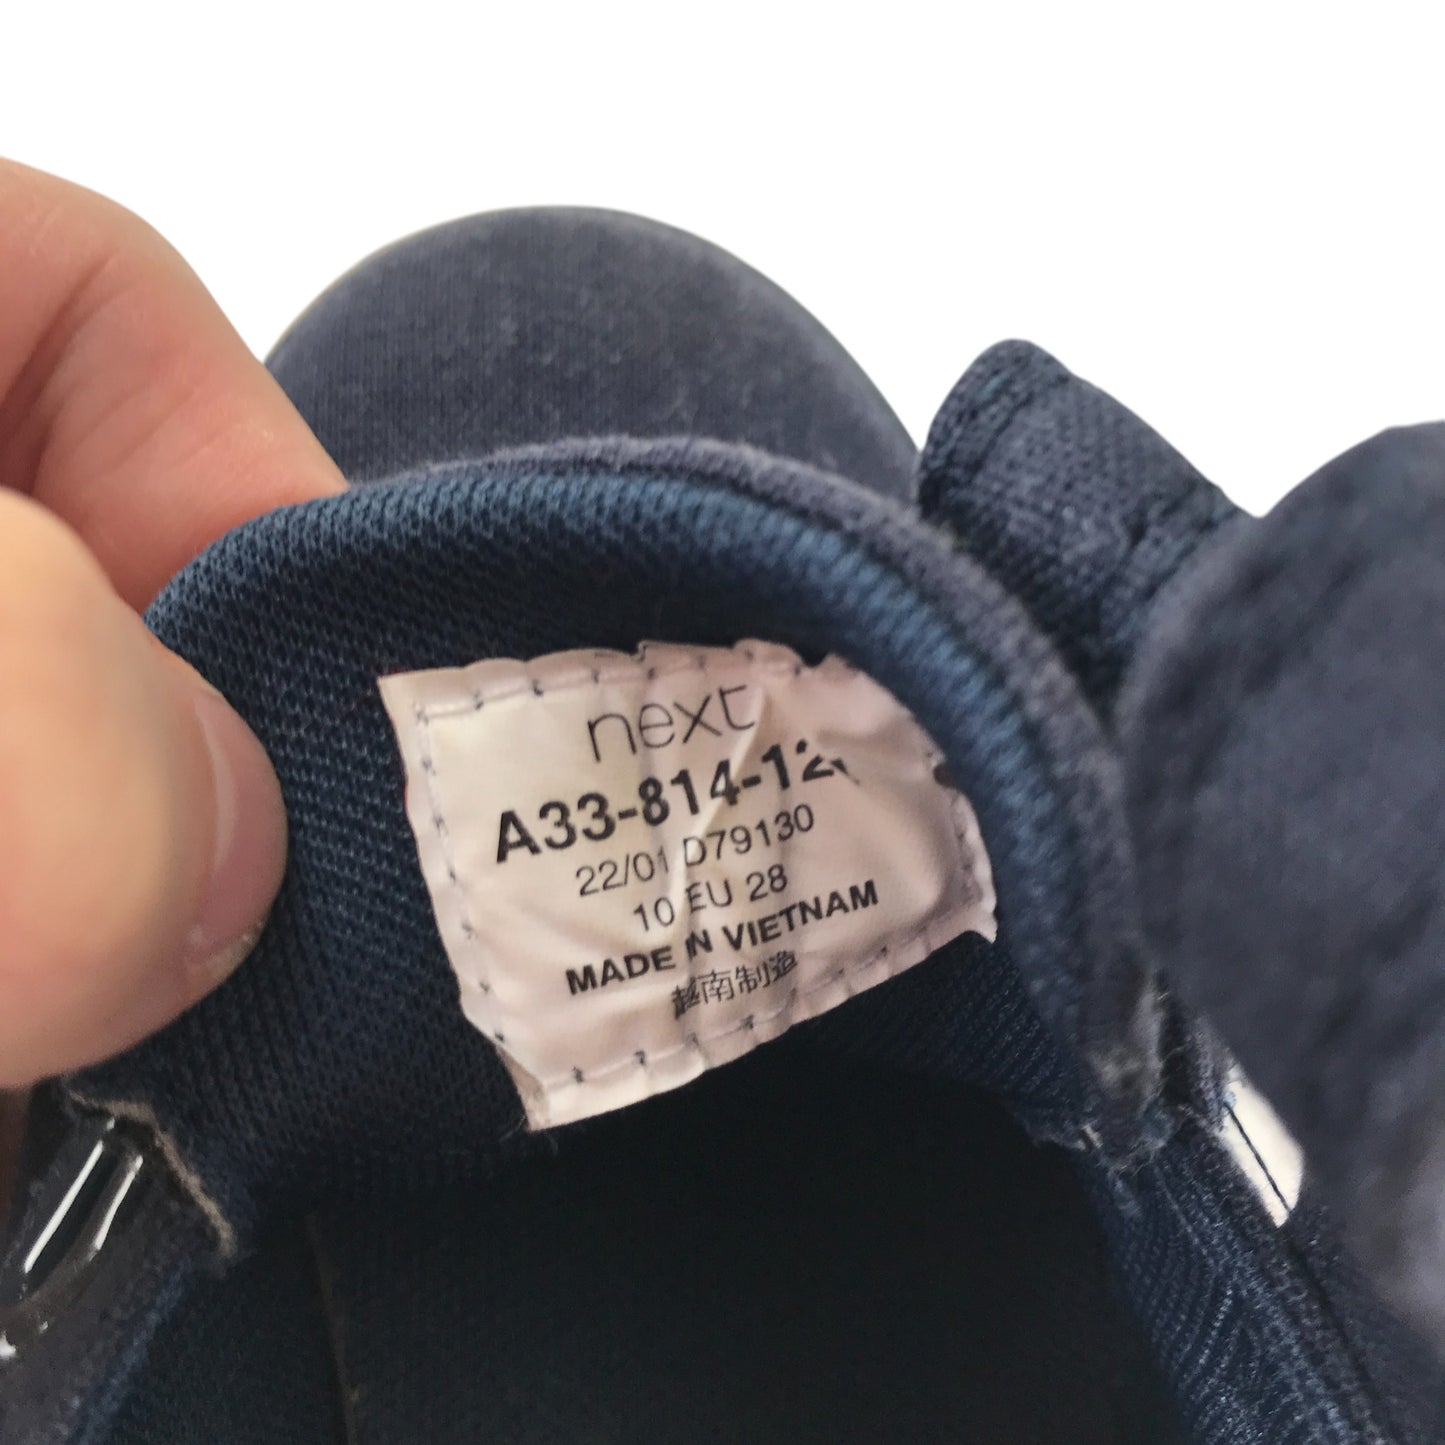 next
A33-814-12
22/01 D79130
10 EU 28
MADE IN VIETNAM
越南制造